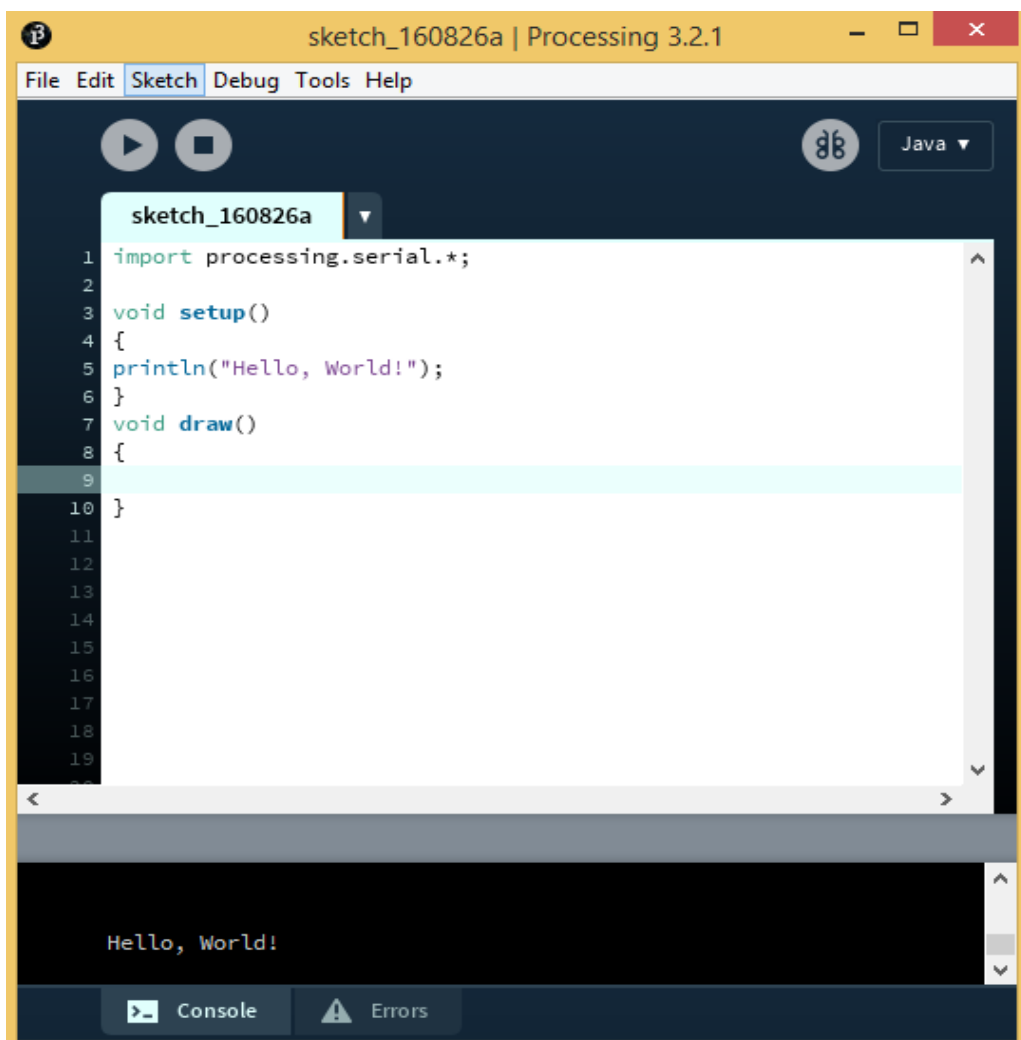 sketch_160826a | Processing 3.2.1
File Edit Sketch Debug Tools Help
Java ▼
sketch_160826a ▼
1 import processing.serial.*;
2
3 void setup()
4 {
5 println("Hello, World!");
6 }
7 void draw()
8 {
9
10 }
11
12
13
14
15
16
17
18
19
Hello, World!
Console Errors